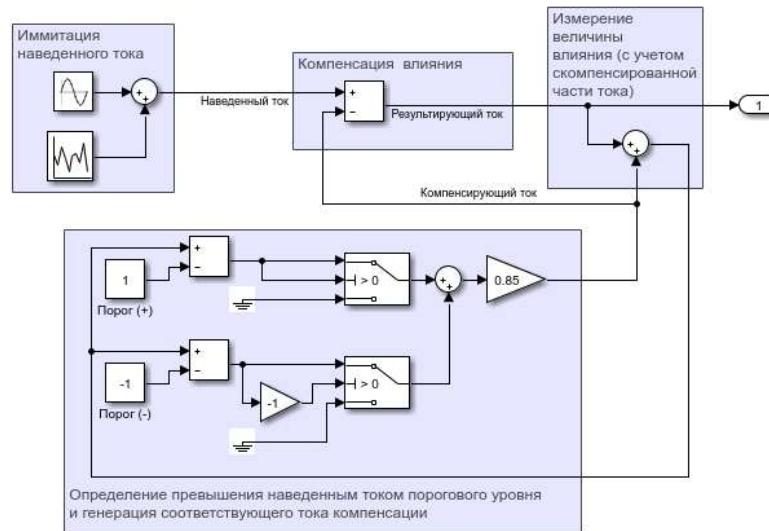 Иммитация
наведенного тока
Наведенный ток
Компенсация влияния
+
−
Результирующий ток
Измерение
величины
влияния (с учетом
скомпенсированной
части тока)
1
Компенсирующий ток
1
Порог (+)
+
−
> 0
0.85
-1
Порог (-)
+
−
-1
> 0
Определение превышения наведенным током порогового уровня
и генерация соответствующего тока компенсации